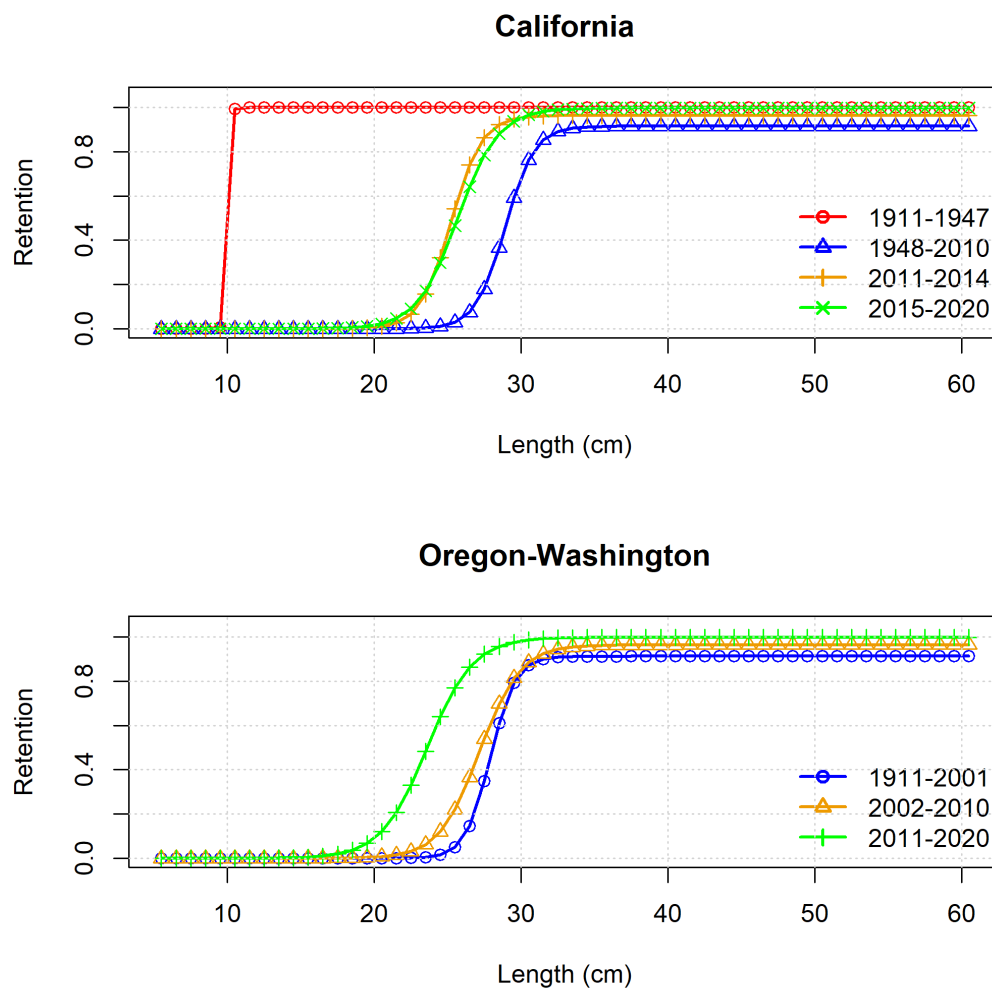 California
Retention
0.0 0.4 0.8
1911-1947
1948-2010
2011-2014
2015-2020
10 20 30 40 50 60
Length (cm)
Oregon-Washington
Retention
0.0 0.4 0.8
1911-2001
2002-2010
2011-2020
10 20 30 40 50 60
Length (cm)